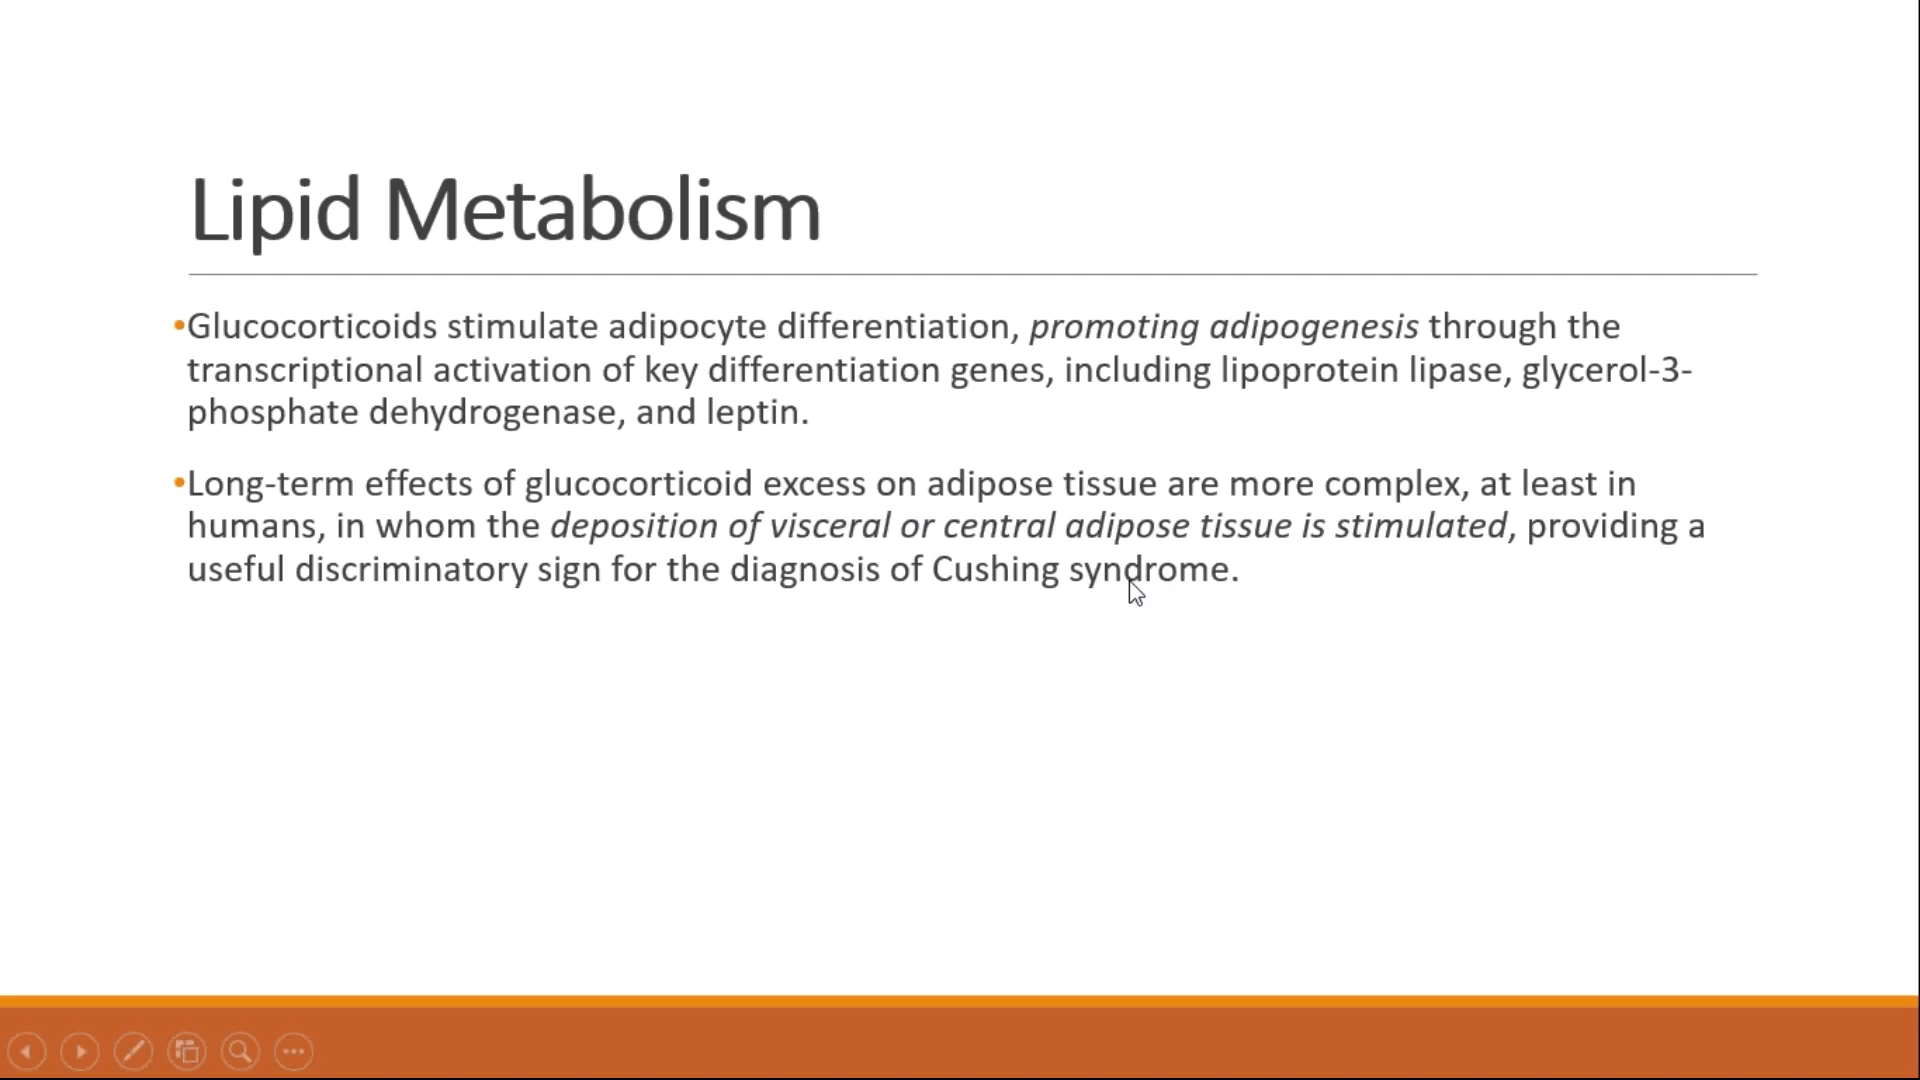 Lipid Metabolism
•Glucocorticoids stimulate adipocyte differentiation, promoting adipogenesis through the
transcriptional activation of key differentiation genes, including lipoprotein lipase, glycerol-3-
phosphate dehydrogenase, and leptin.
•Long-term effects of glucocorticoid excess on adipose tissue are more complex, at least in
humans, in whom the deposition of visceral or central adipose tissue is stimulated, providing a
useful discriminatory sign for the diagnosis of Cushing syndrome.